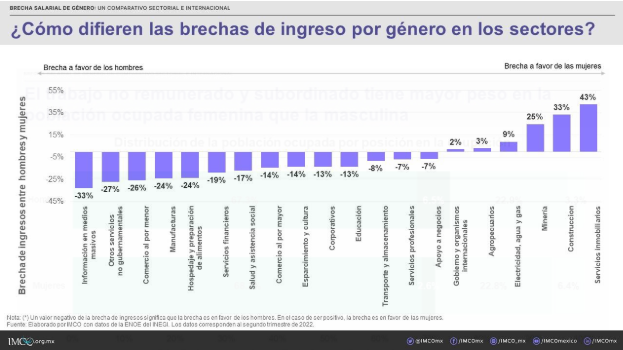 BRECHA SALARIAL DE GÉNERO: UN COMPARATIVO SECTORIAL E INTERNACIONAL
¿Cómo difieren las brechas de ingreso por género en los sectores?
Brecha a favor de los hombres
Brecha a favor de las mujeres
Brecha de ingresos entre hombres y mujeres
55%
35%
15%
-5%
-25%
-45%
-33%
-27%
-26%
-24%
-24%
-19%
-17%
-14%
-14%
-13%
-13%
-8%
-7%
-7%
2%
3%
9%
25%
33%
43%
Información en medios
masivos
Otros servicios
no gubernamentales
Comercio al por menor
Manufacturas
Hospedaje y preparación
de alimentos
Servicios financieros
Salud y asistencia social
Comercio al por mayor
Esparcimiento y cultura
Corporativos
Educación
Transporte y almacenamiento
Servicios profesionales
Apoyo a negocios
Gobierno y organismos
internacionales
Agropecuarios
Electricidad, agua y gas
Minería
Construccion
Servicios inmobiliarios
Nota: (*) Un valor negativo de la brecha de ingresos significa que la brecha es en favor de los hombres. En el caso de ser positivo, la brecha es en favor de las mujeres.
Fuente: Elaborado por IMCO con datos de la ENOE del INEGI. Los datos corresponden al segundo trimestre de 2022.
IMCO.org.mx
@IMCOmx
/IMCOmx
/IMCO_mx
/IMCOmexico
/IMCOmx